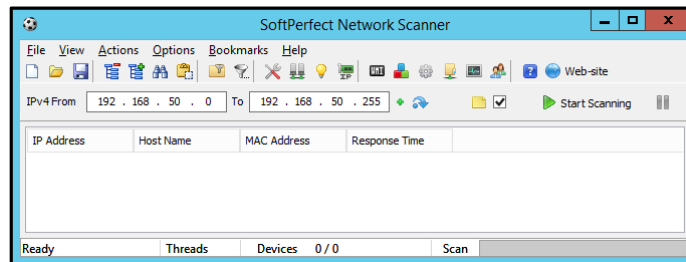 SoftPerfect Network Scanner
File View Actions Options Bookmarks Help
IP Web-site
IPv4 From 192 . 168 . 50 . 0 To 192 . 168 . 50 . 255 Start Scanning
IP Address Host Name MAC Address Response Time
Ready Threads Devices 0 / 0 Scan